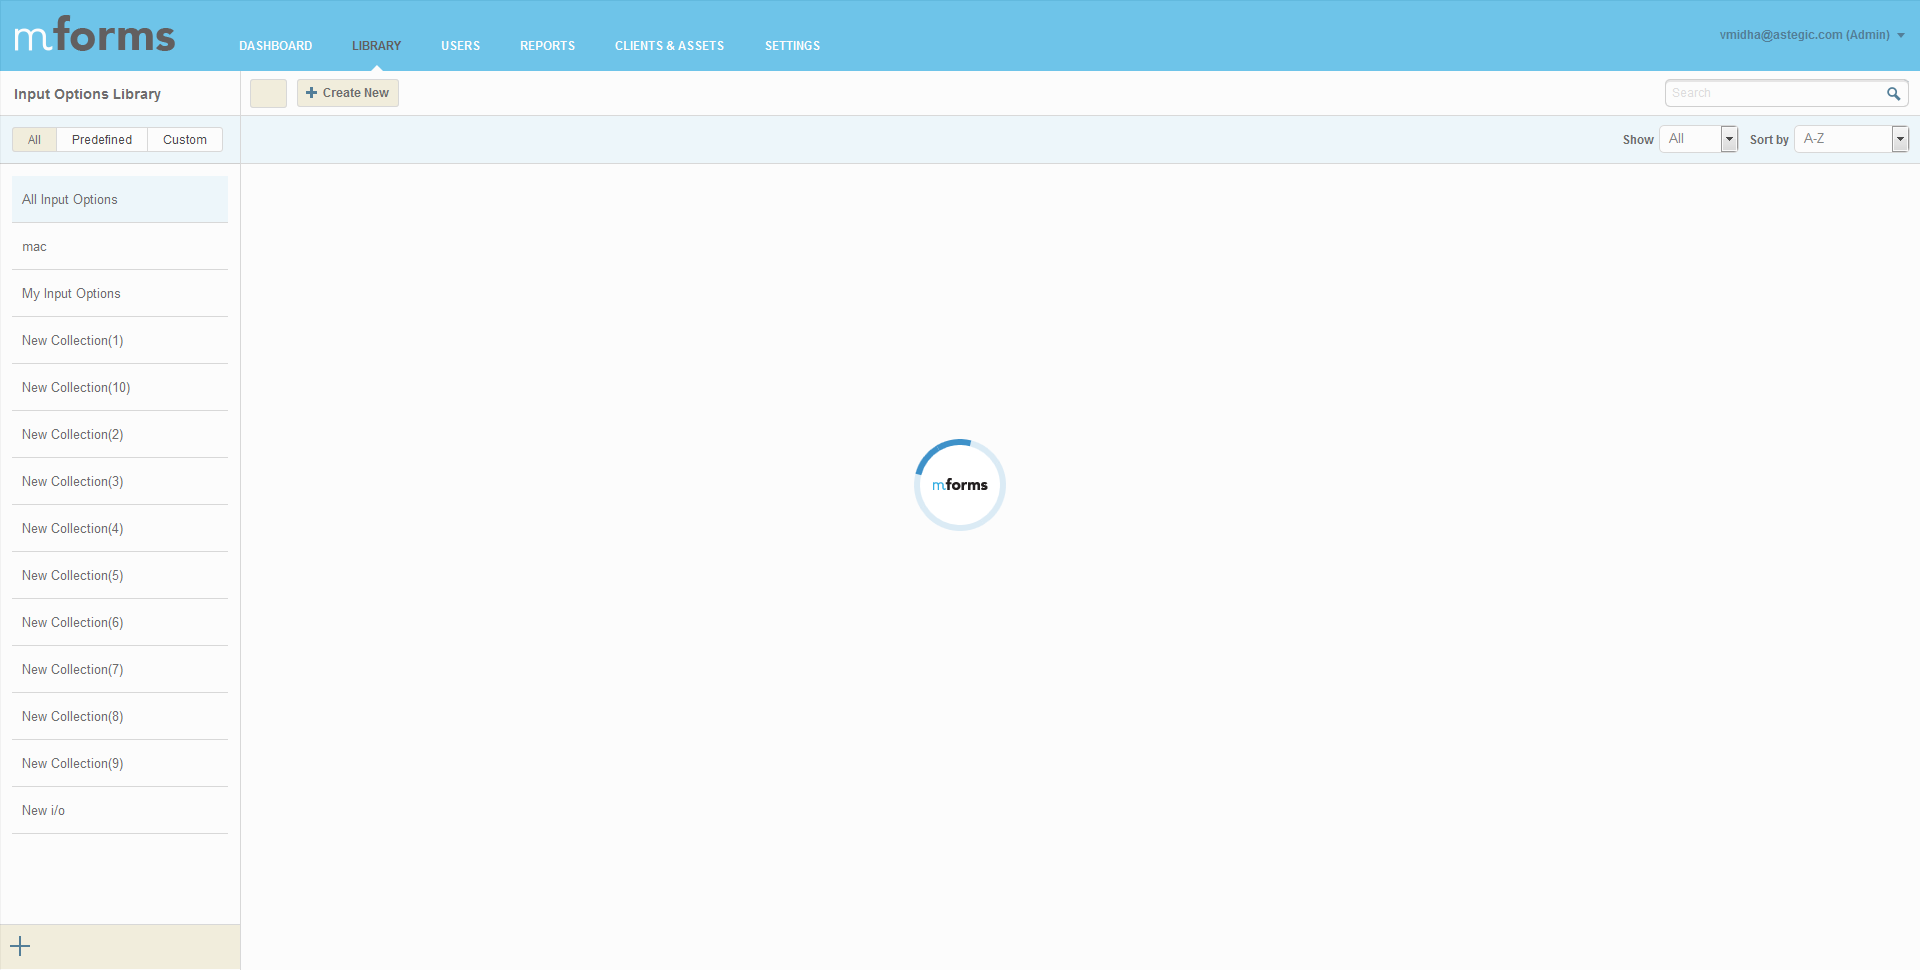 mforms
DASHBOARD LIBRARY USERS REPORTS CLIENTS & ASSETS SETTINGS
vmidha@astegic.com (Admin)
Input Options Library
Create New
Search
All Predefined Custom
Show All Sort by A-Z
All Input Options
mac
My Input Options
New Collection(1)
New Collection(10)
New Collection(2)
New Collection(3)
New Collection(4)
New Collection(5)
New Collection(6)
New Collection(7)
New Collection(8)
New Collection(9)
New i/o
mforms